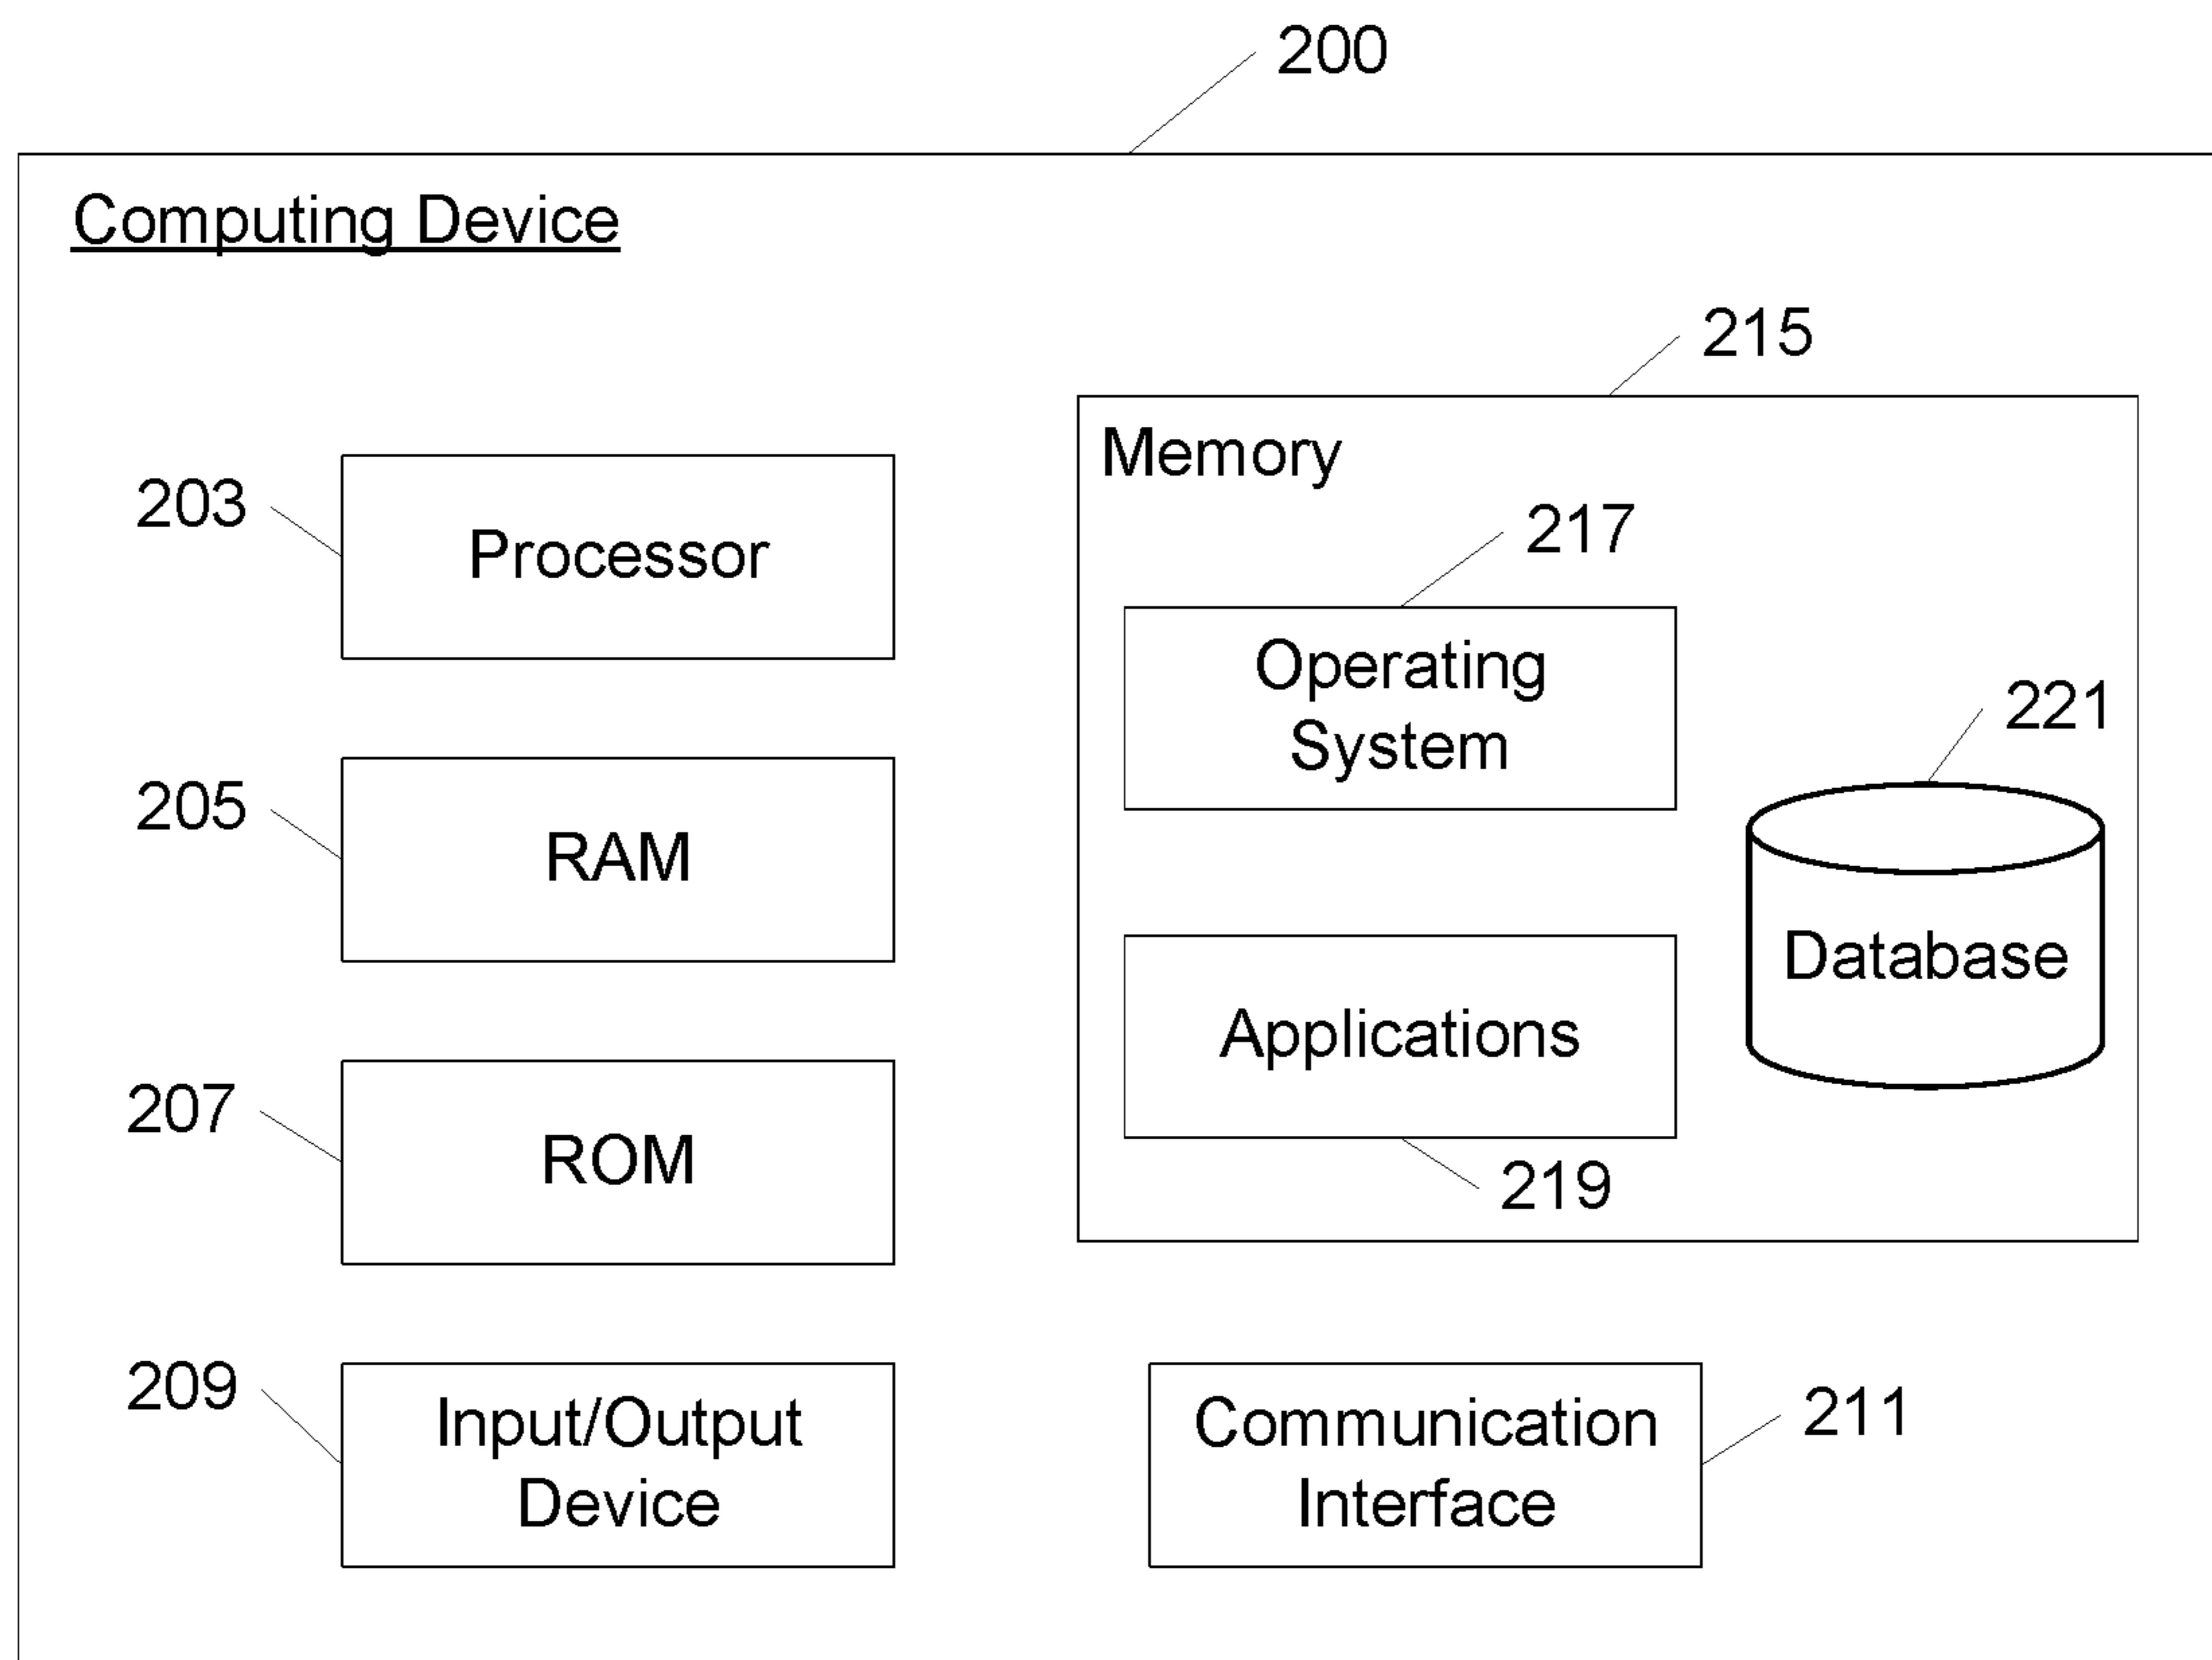 200
Computing Device
215
Memory
203
Processor
217
Operating
System
221
205
RAM
Database
Applications
207
ROM
219
209
Input/Output
Device
Communication
Interface
211